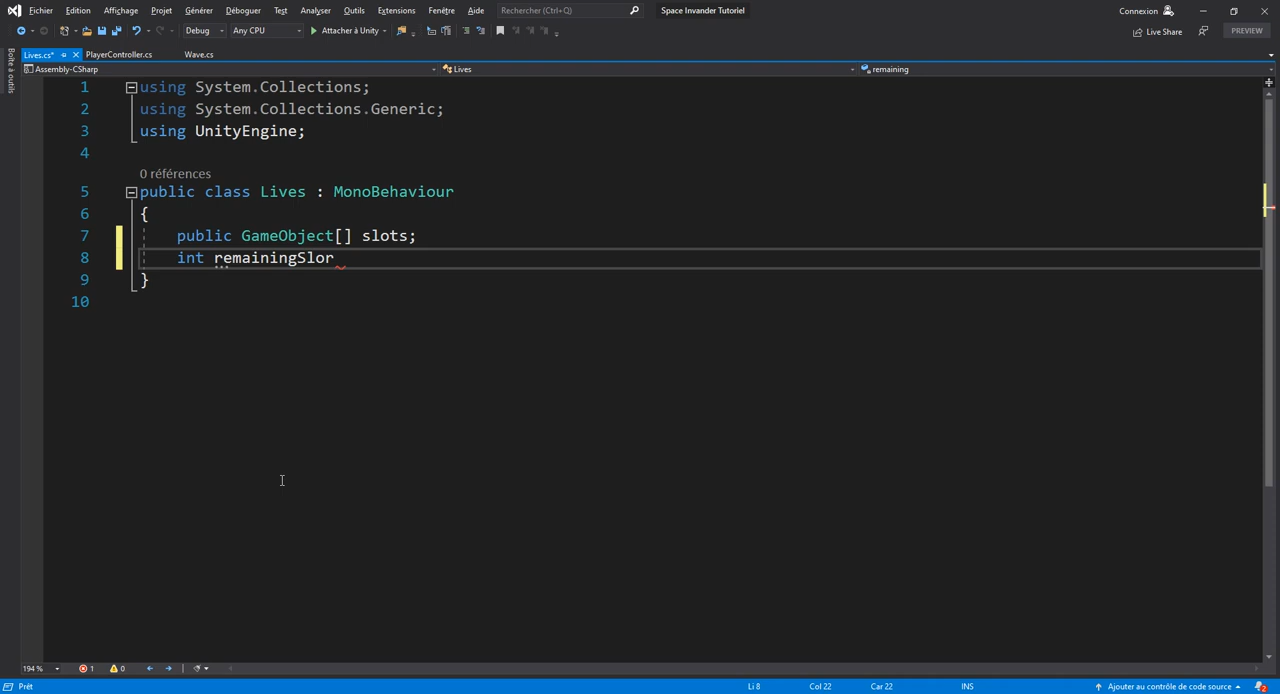 Fichier Edition Affichage Projet Générer Déboguer Test Analyser Outils Extensions Fenêtre Aide Rechercher (Ctrl+Q) Space Invander Tutoriel Connexion
Debug Any CPU Attacher à Unity Live Share PREVIEW
Boîte à outils
Lives.cs* PlayerController.cs Wave.cs
Assembly-CSharp Lives remaining
1 using System.Collections;
2 using System.Collections.Generic;
3 using UnityEngine;
4
0 références
5 public class Lives : MonoBehaviour
6 {
7 public GameObject[] slots;
8 int remainingSlor
9 }
10
194 % 1 0
Prêt Li 8 Col 22 Car 22 INS Ajouter au contrôle de code source 2